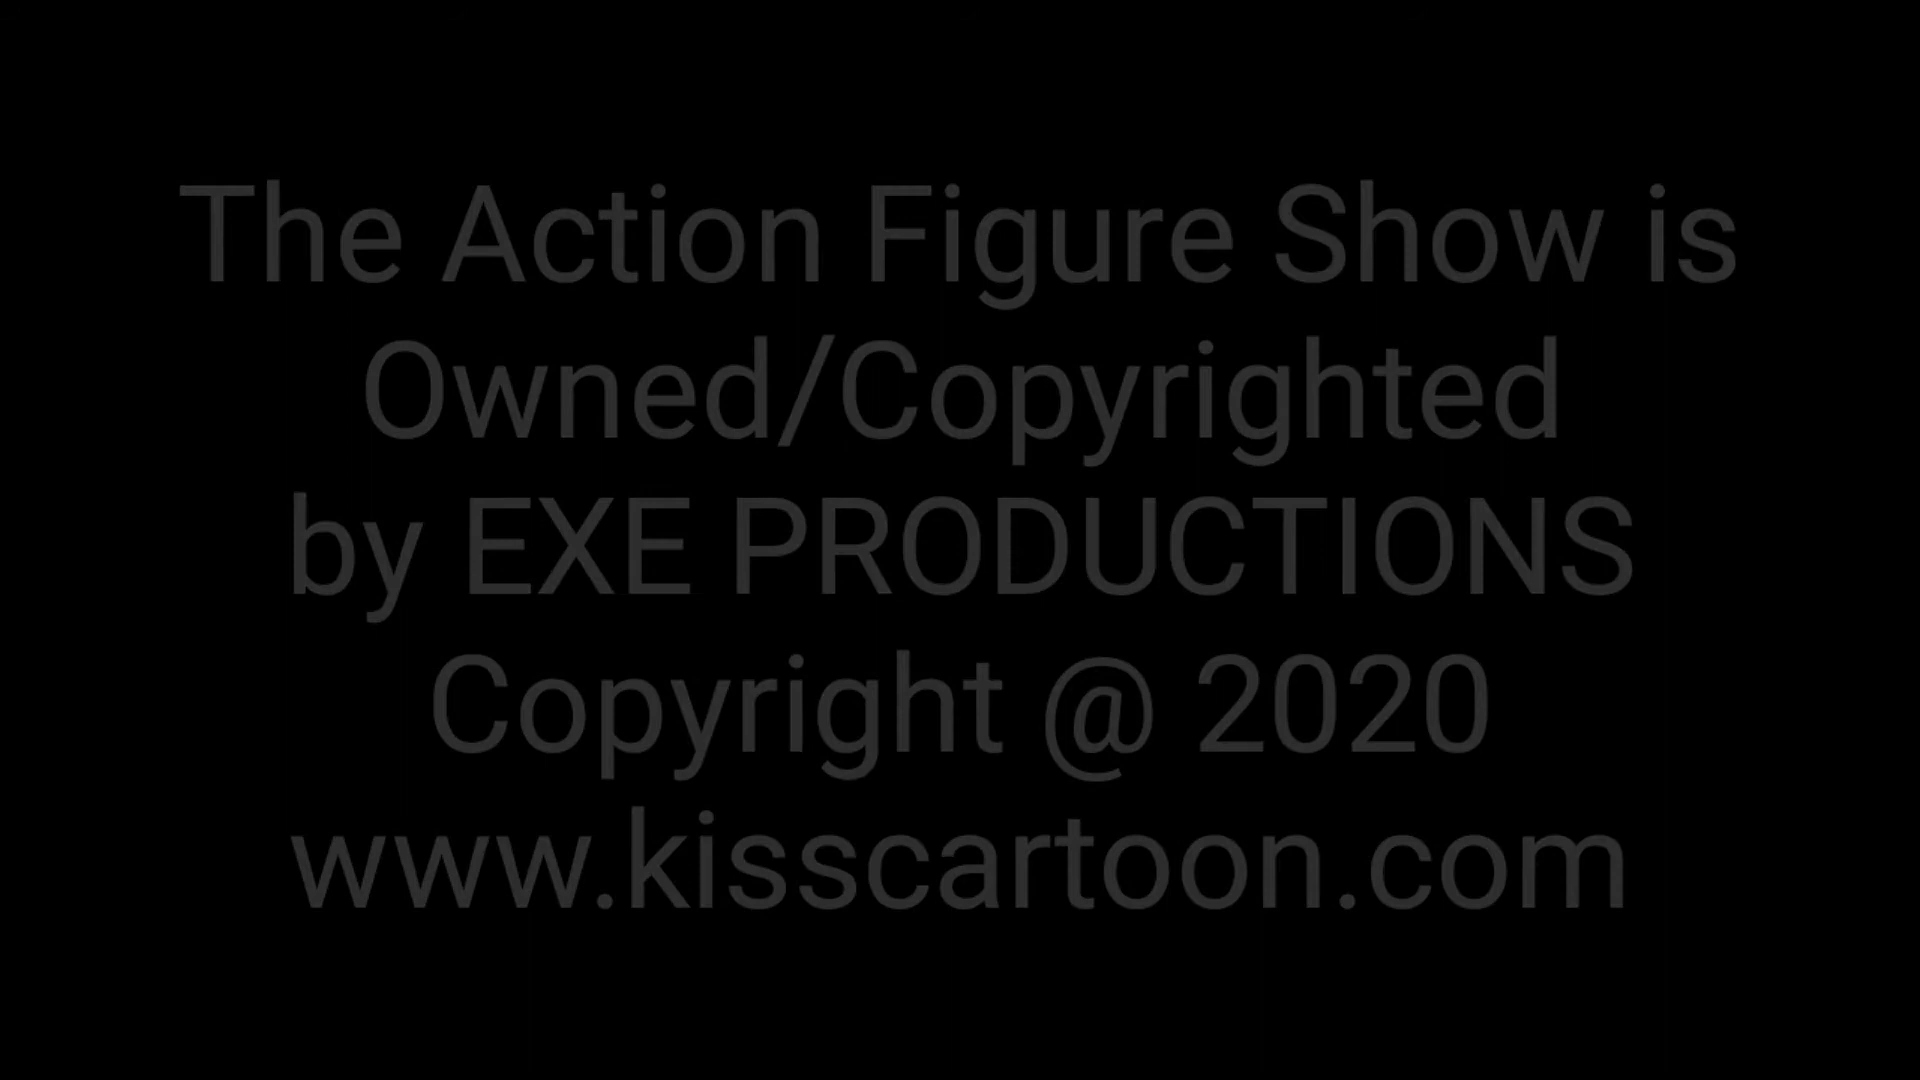 The Action Figure Show is
Owned/Copyrighted
by EXE PRODUCTIONS
Copyright @ 2020
www.kisscartoon.com